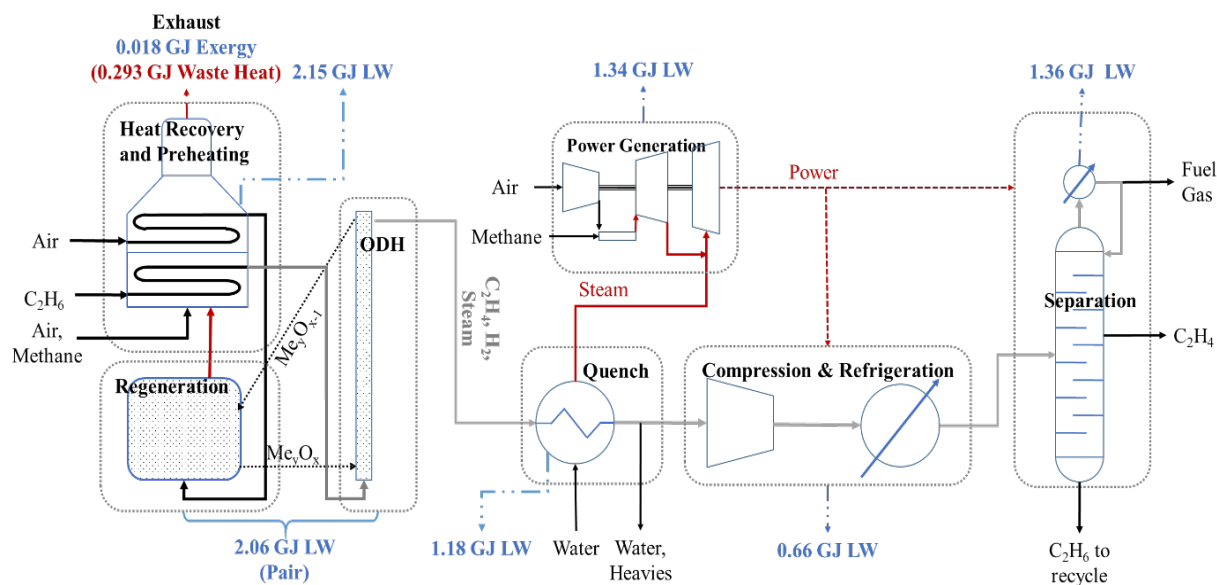 Exhaust
0.018 GJ Exergy
(0.293 GJ Waste Heat)
2.15 GJ LW
1.34 GJ LW
1.36 GJ LW
Heat Recovery
and Preheating
Power Generation
Air
Methane
Power
Fuel
Gas
ODH
Air
C₂H₆
Air,
Methane
MeᵧOₓ₋₁
C₂H₄, H₂,
Steam
Steam
Separation
C₂H₄
Regeneration
Quench
Compression & Refrigeration
MeᵧOₓ
2.06 GJ LW
(Pair)
1.18 GJ LW
Water
Water,
Heavies
0.66 GJ LW
C₂H₆ to
recycle